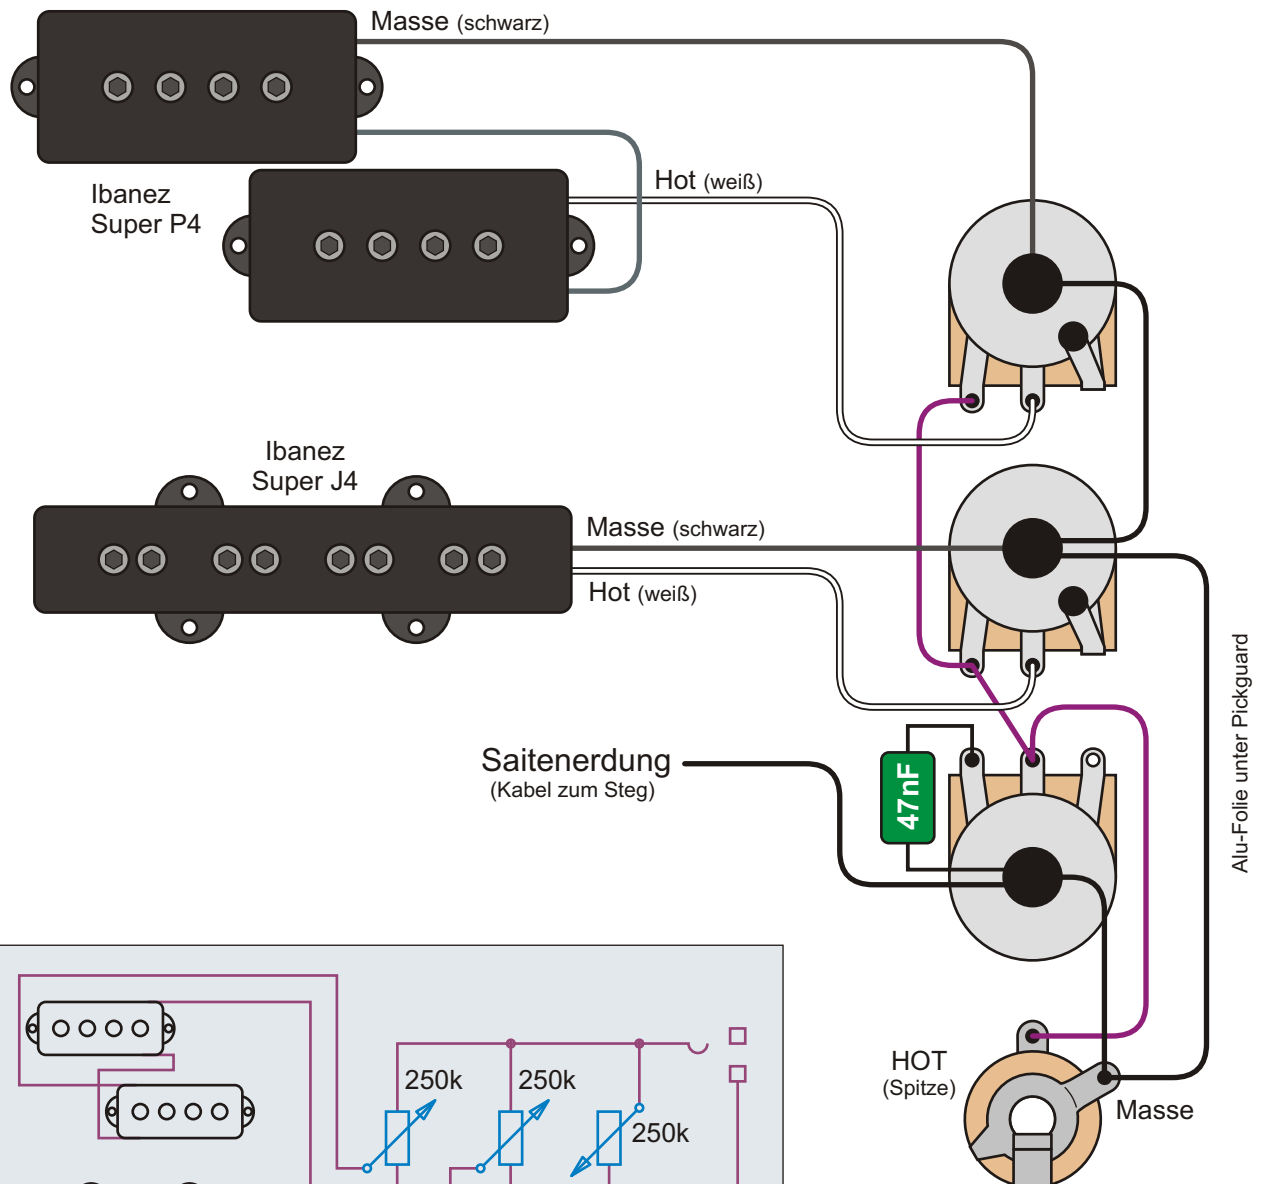 Masse (schwarz)
Ibanez
Super P4
Hot (weiß)
Ibanez
Super J4
Masse (schwarz)
Hot (weiß)
Alu-Folie unter Pickguard
Saitenerdung
(Kabel zum Steg)
47nF
HOT
(Spitze)
Masse
250k
250k
250k